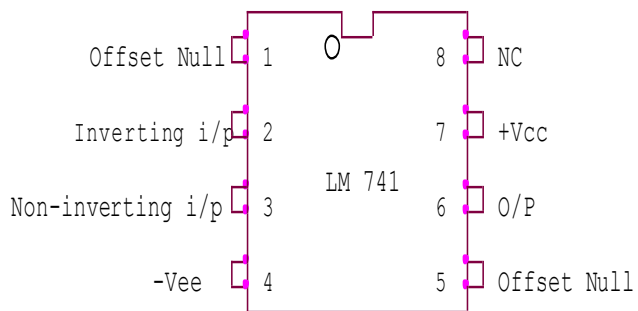 Offset Null 1 8 NC
Inverting i/p 2 7 +Vcc
LM 741
Non-inverting i/p 3 6 O/P
-Vee 4 5 Offset Null